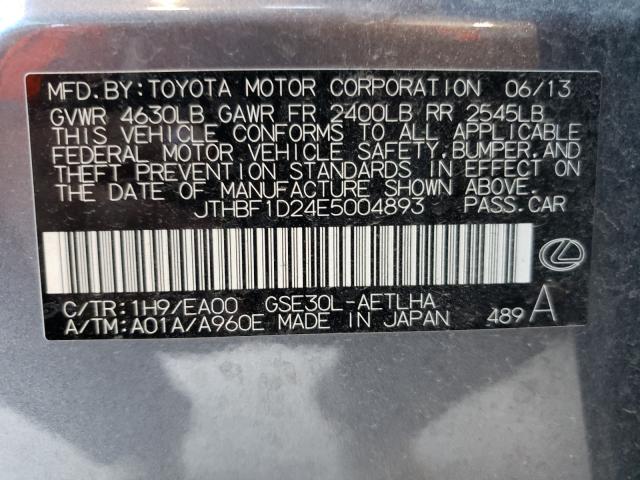 MFD.BY:TOYOTA MOTOR CORPORATION 06/13
GVWR 4630LB GAWR FR 2400LB RR 2545LB
THIS VEHICLE CONFORMS TO ALL APPLICABLE
FEDERAL MOTOR VEHICLE SAFETY,BUMPER,AND
THEFT PREVENTION STANDARDS IN EFFECT ON
THE DATE OF MANUFACTURE SHOWN ABOVE.
JTHBF1D24E5004893 PASS.CAR
C/TR:1H9/EA00 GSE30L-AETLHA
A/TM:A01A/A960E MADE IN JAPAN 489 A